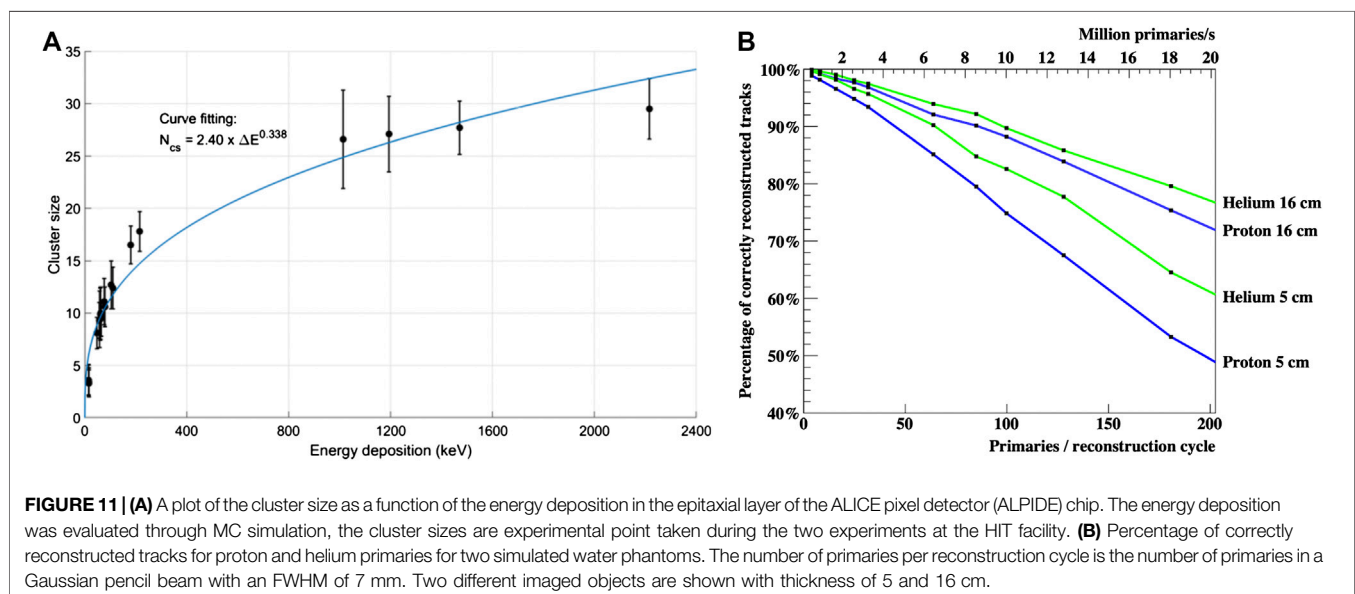 A
35
30
25
20
15
10
5
0
Cluster size
Curve fitting:
N_cs = 2.40 x ΔE^0.338
0 400 800 1200 1600 2000 2400
Energy deposition (keV)
B
Million primaries/s
2 4 6 8 10 12 14 16 18 20
100%
90%
80%
70%
60%
50%
40%
Percentage of correctly reconstructed tracks
Helium 16 cm
Proton 16 cm
Helium 5 cm
Proton 5 cm
0 50 100 150 200
Primaries / reconstruction cycle
FIGURE 11 | (A) A plot of the cluster size as a function of the energy deposition in the epitaxial layer of the ALICE pixel detector (ALPIDE) chip. The energy deposition
was evaluated through MC simulation, the cluster sizes are experimental point taken during the two experiments at the HIT facility. (B) Percentage of correctly
reconstructed tracks for proton and helium primaries for two simulated water phantoms. The number of primaries per reconstruction cycle is the number of primaries in a
Gaussian pencil beam with an FWHM of 7 mm. Two different imaged objects are shown with thickness of 5 and 16 cm.